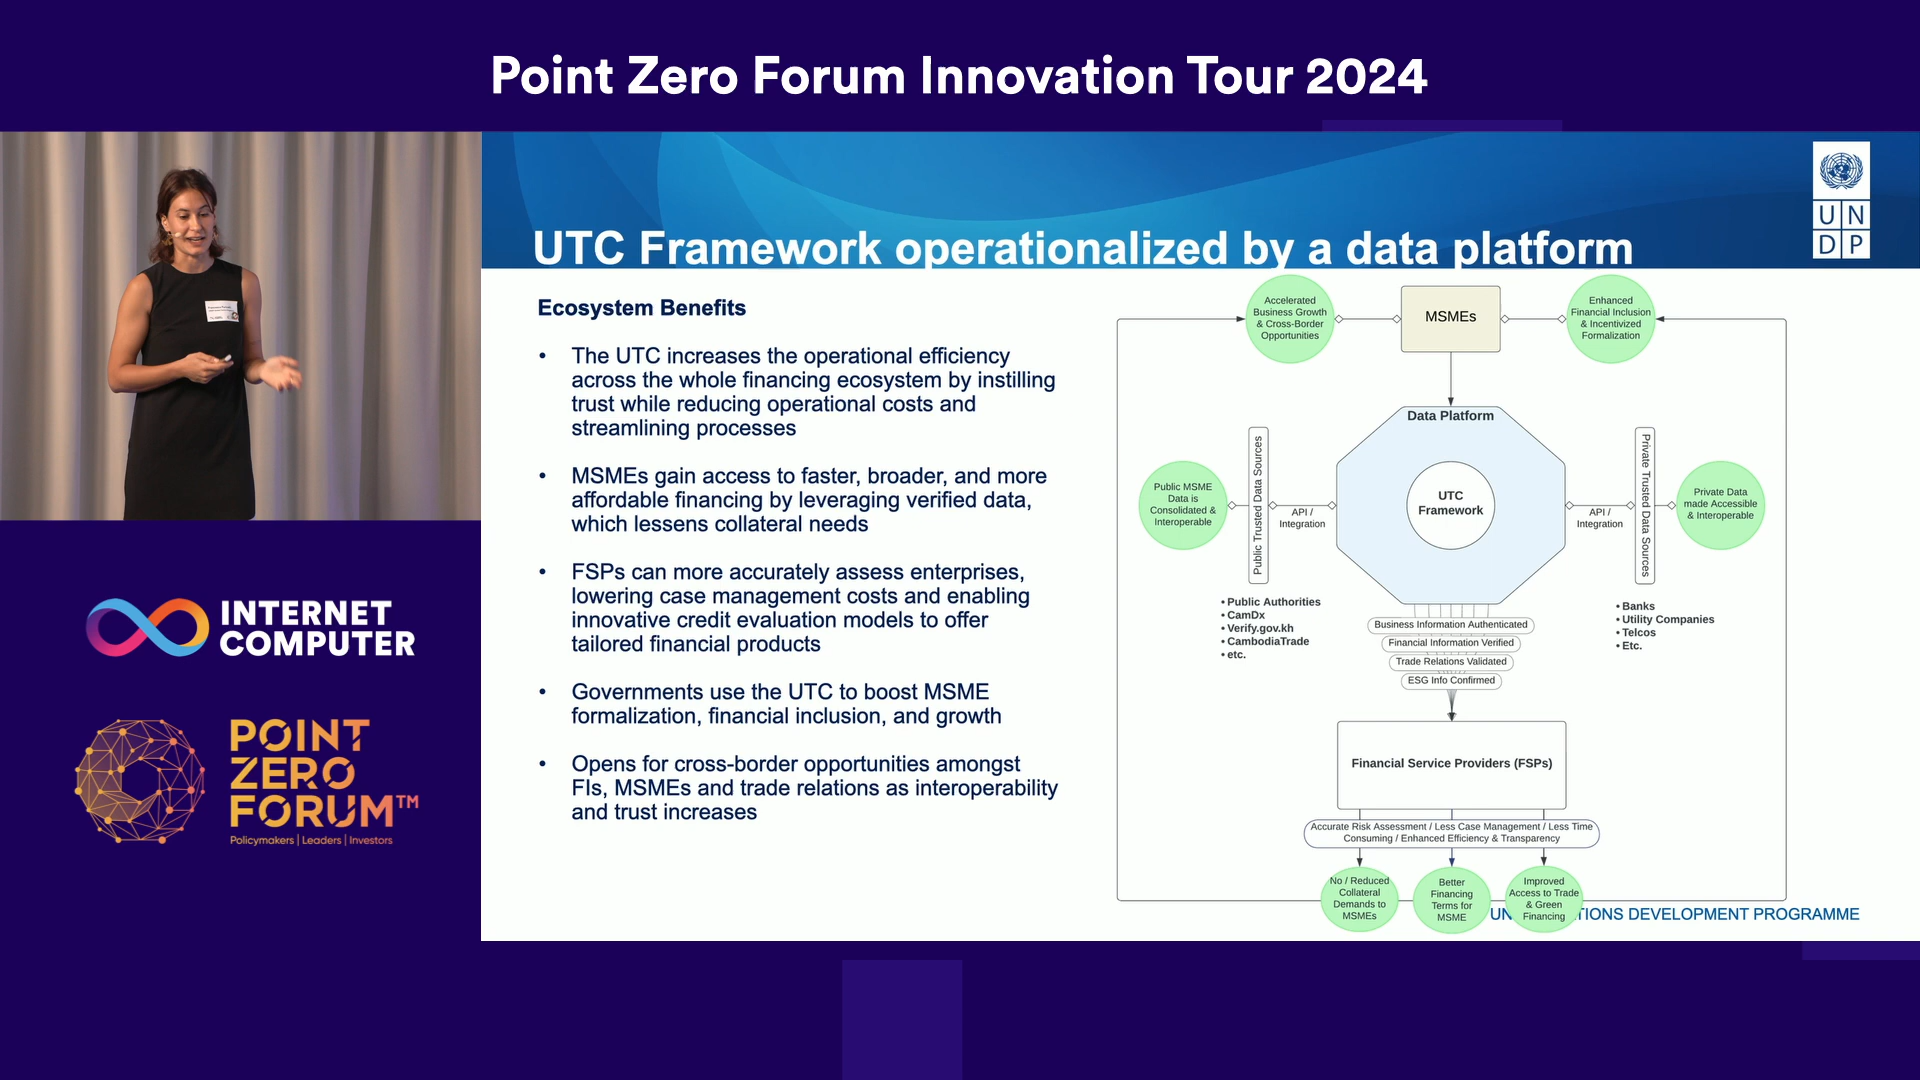 Point Zero Forum Innovation Tour 2024
UTC Framework operationalized by a data platform
U N
D P
Ecosystem Benefits
• The UTC increases the operational efficiency
across the whole financing ecosystem by instilling
trust while reducing operational costs and
streamlining processes
• MSMEs gain access to faster, broader, and more
affordable financing by leveraging verified data,
which lessens collateral needs
• FSPs can more accurately assess enterprises,
lowering case management costs and enabling
innovative credit evaluation models to offer
tailored financial products
• Governments use the UTC to boost MSME
formalization, financial inclusion, and growth
• Opens for cross-border opportunities amongst
FIs, MSMEs and trade relations as interoperability
and trust increases
Accelerated
Business Growth
& Cross-Border
Opportunities
MSMEs
Enhanced
Financial Inclusion
& Incentivized
Formalization
Data Platform
UTC
Framework
Public MSME
Data is
Consolidated &
Interoperable
Public Trusted Data Sources
API /
Integration
API /
Integration
Private Trusted Data Sources
Private Data
made Accessible
& Interoperable
• Public Authorities
• CamDx
• Verify.gov.kh
• CambodiaTrade
• etc.
• Banks
• Utility Companies
• Telcos
• Etc.
Business Information Authenticated
Financial Information Verified
Trade Relations Validated
ESG Info Confirmed
Financial Service Providers (FSPs)
Accurate Risk Assessment / Less Case Management / Less Time
Consuming / Enhanced Efficiency & Transparency
No / Reduced
Collateral
Demands to
MSMEs
Better
Financing
Terms for
MSME
Improved
Access to Trade
& Green
Financing
UN TIONS DEVELOPMENT PROGRAMME
INTERNET
COMPUTER
POINT
ZERO
FORUM™
Policymakers | Leaders | Investors